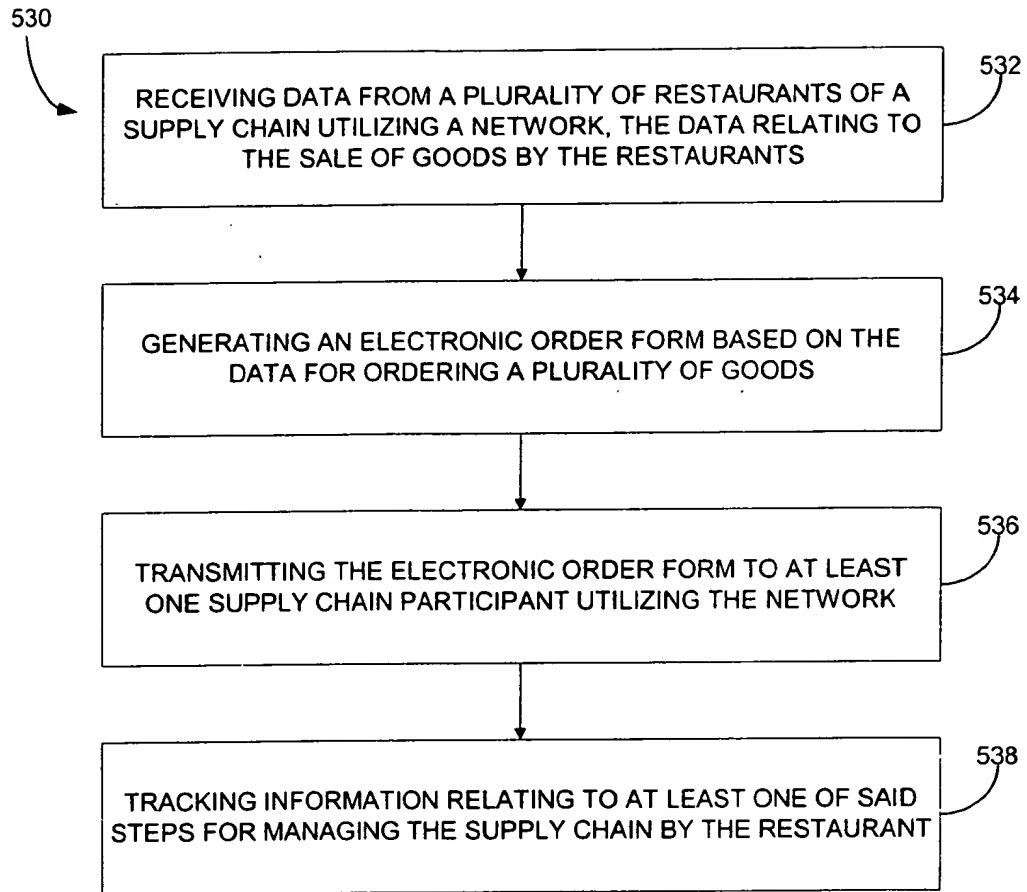 530
532
RECEIVING DATA FROM A PLURALITY OF RESTAURANTS OF A
SUPPLY CHAIN UTILIZING A NETWORK, THE DATA RELATING TO
THE SALE OF GOODS BY THE RESTAURANTS
534
GENERATING AN ELECTRONIC ORDER FORM BASED ON THE
DATA FOR ORDERING A PLURALITY OF GOODS
536
TRANSMITTING THE ELECTRONIC ORDER FORM TO AT LEAST
ONE SUPPLY CHAIN PARTICIPANT UTILIZING THE NETWORK
538
TRACKING INFORMATION RELATING TO AT LEAST ONE OF SAID
STEPS FOR MANAGING THE SUPPLY CHAIN BY THE RESTAURANT